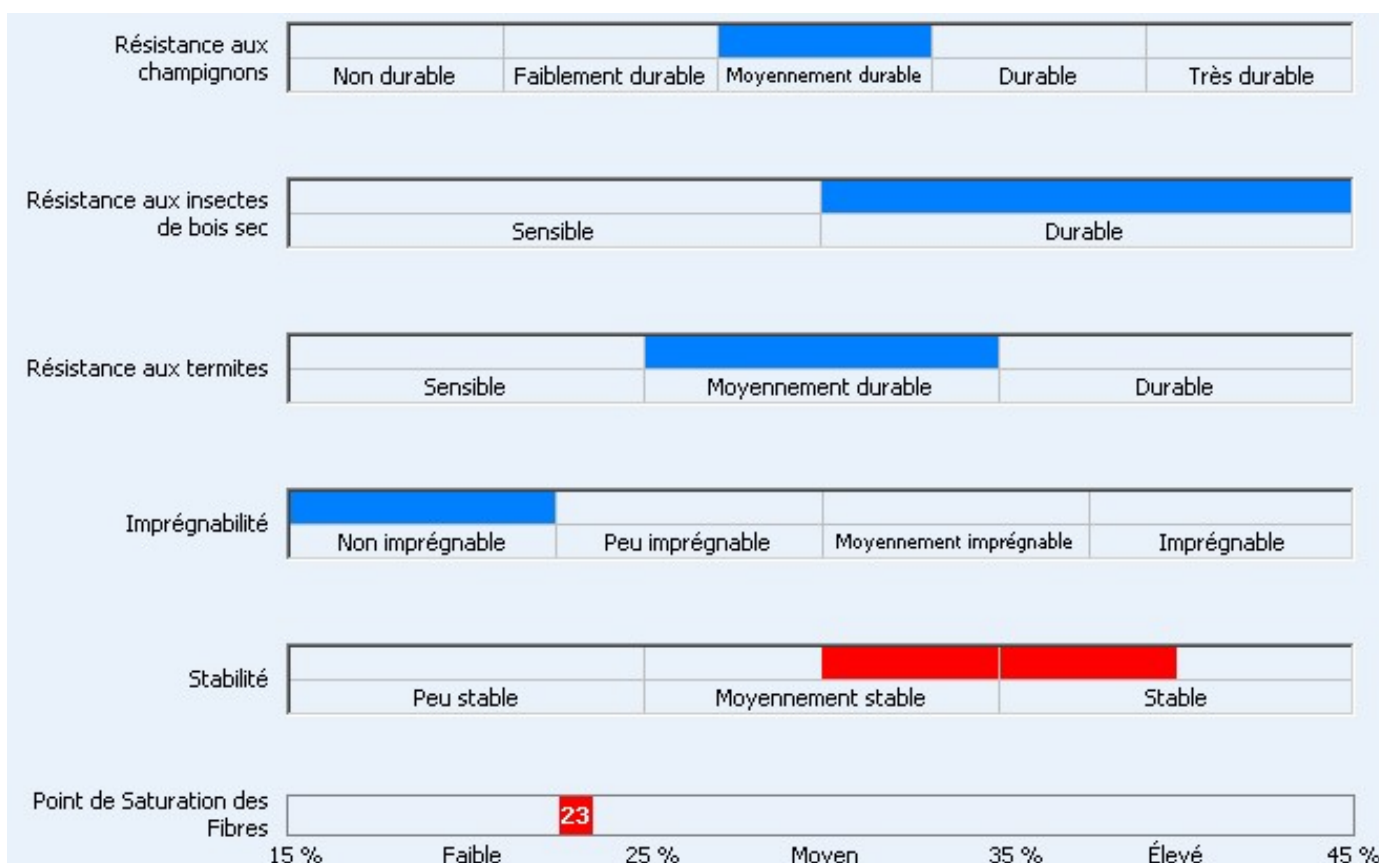 Résistance aux
champignons
Non durable Faiblement durable Moyennement durable Durable Très durable
Résistance aux insectes
de bois sec
Sensible Durable
Résistance aux termites
Sensible Moyennement durable Durable
Imprégnabilité
Non imprégnable Peu imprégnable Moyennement imprégnable Imprégnable
Stabilité
Peu stable Moyennement stable Stable
Point de Saturation des
Fibres
23
15 % Faible 25 % Moyen 35 % Élevé 45 %